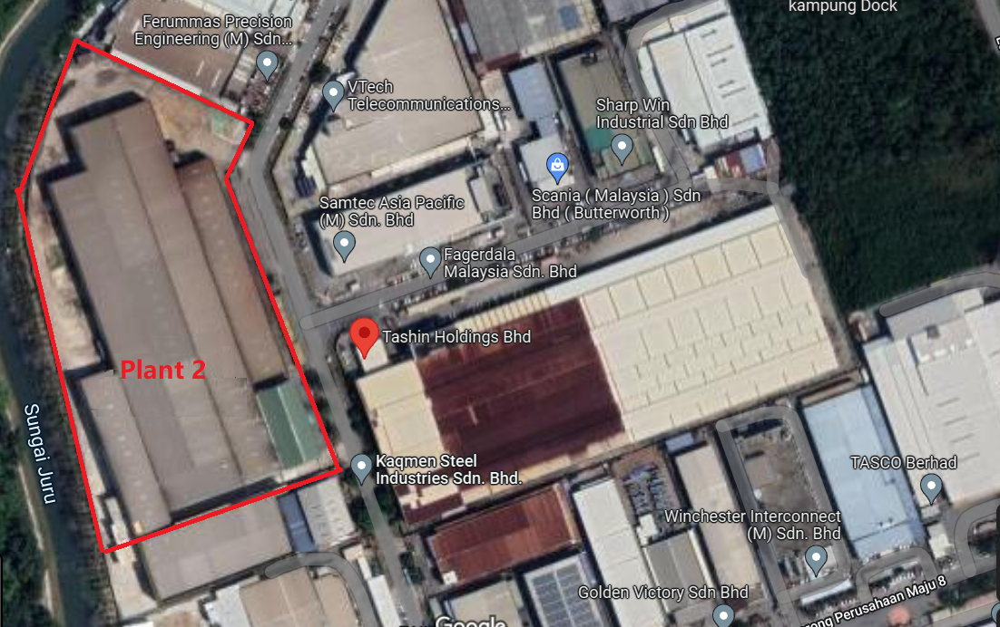 kampung Dock
Ferummas Precision
Engineering (M) Sdn...
VTech
Telecommunications...
Sharp Win
Industrial Sdn Bhd
Samtec Asia Pacific
(M) Sdn. Bhd
Scania ( Malaysia ) Sdn
Bhd ( Butterworth )
Fagerdala
Malaysia Sdn. Bhd
Tashin Holdings Bhd
Plant 2
Sungai Juru
Kaqmen Steel
Industries Sdn. Bhd.
TASCO Berhad
Winchester Interconnect
(M) Sdn. Bhd
Golden Victory Sdn Bhd
Perusahaan Maju 8
Google